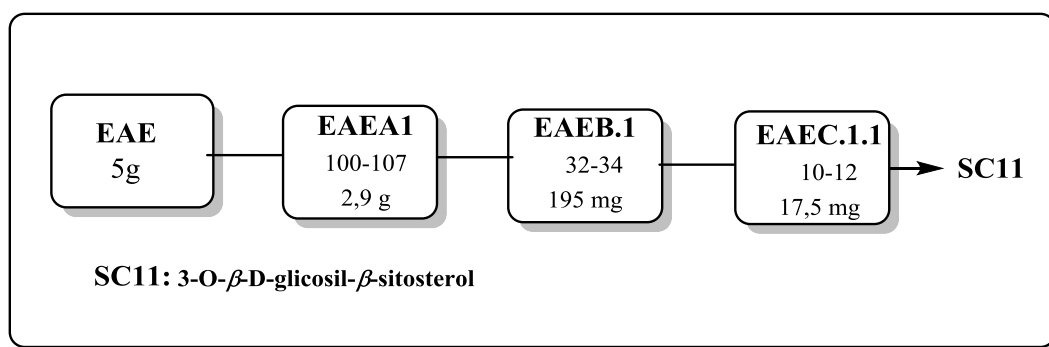 EAE
5g
EAEA1
100-107
2,9 g
EAEB.1
32-34
195 mg
EAEC.1.1
10-12
17,5 mg
SC11
SC11: 3-O-β-D-glicosil-β-sitosterol